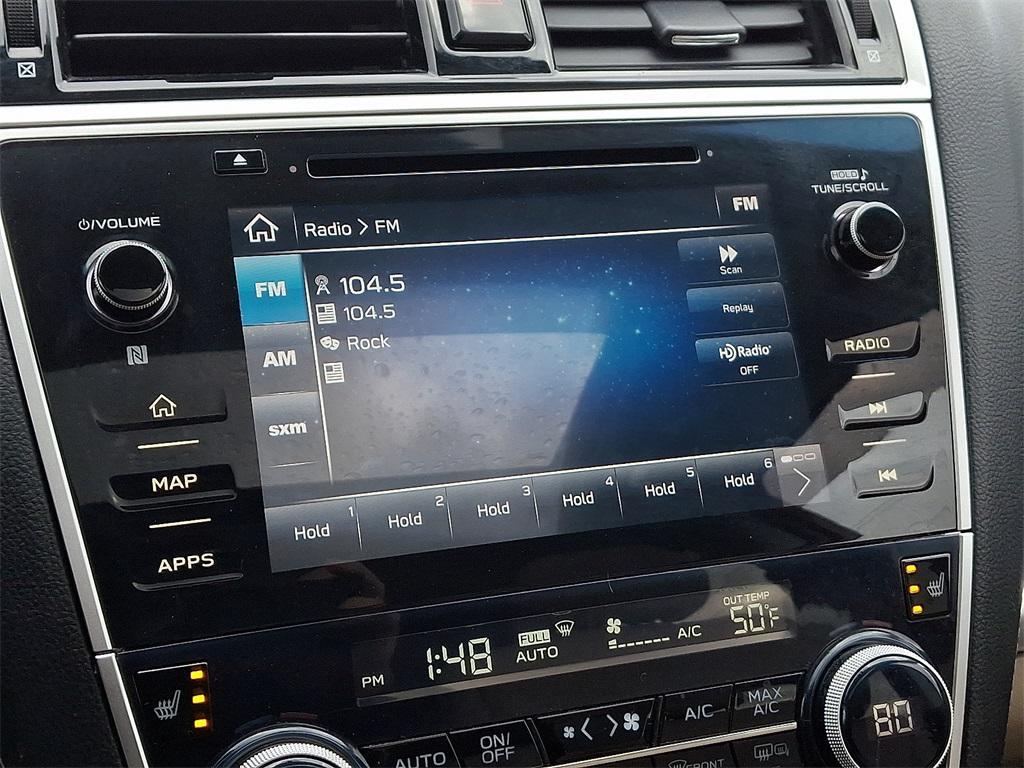 HOLD ♪
TUNE/SCROLL
⏻/VOLUME
Radio > FM
FM
FM
104.5
104.5
Rock
Scan
Replay
HD Radio
OFF
AM
sxm
RADIO
MAP
APPS
1 Hold
2 Hold
3 Hold
4 Hold
5 Hold
6 Hold
PM 1:48
FULL
AUTO
A/C
OUT TEMP
50°F
AUTO
ON/
OFF
A/C
MAX
A/C
80
FRONT